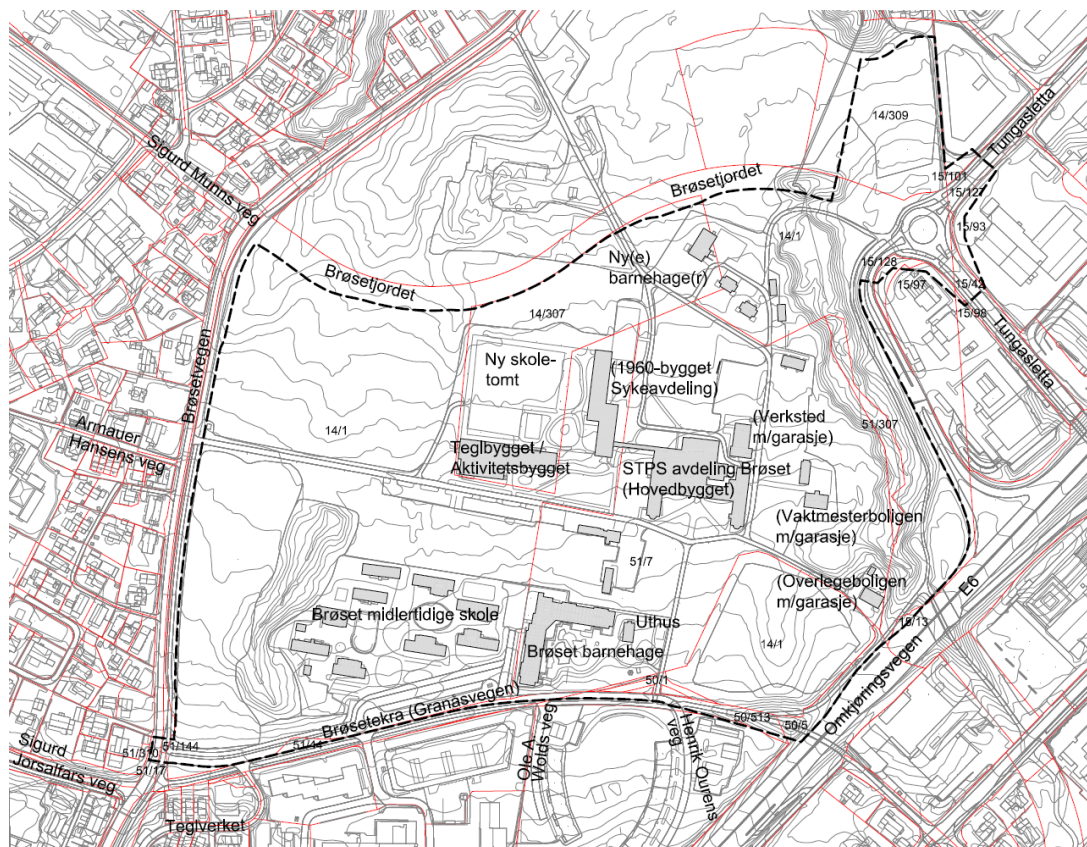 14/309
Tungasletta
Sigurd Munns veg
Brøsetjordet
15/101
15/127
15/93
14/1
Ny(e)
barnehage(r)
15/128
15/97
15/42
15/98
Brøsetjordet
Tungasletta
14/307
Brøsetvegen
Ny skole-
tomt
(1960-bygget
Sykeavdeling)
Armauer
Hansens veg
14/1
(Verksted
m/garasje)
51/307
Teglbygget /
Aktivitetsbygget
STPS avdeling Brøset
(Hovedbygget)
(Vaktmesterboligen
m/garasje)
51/7
(Overlegeboligen
m/garasje)
E6
Brøset midlertidige skole
Uthus
Brøset barnehage
14/1
Omkjøringsvegen
50/1
Brøsetekra (Granåsvegen)
50/513
50/5
51/144
51/44
Sigurd
Jorsalfars veg
51/17
Ole A.
Wolds veg
Henrik Ourens
veg
Teglverket